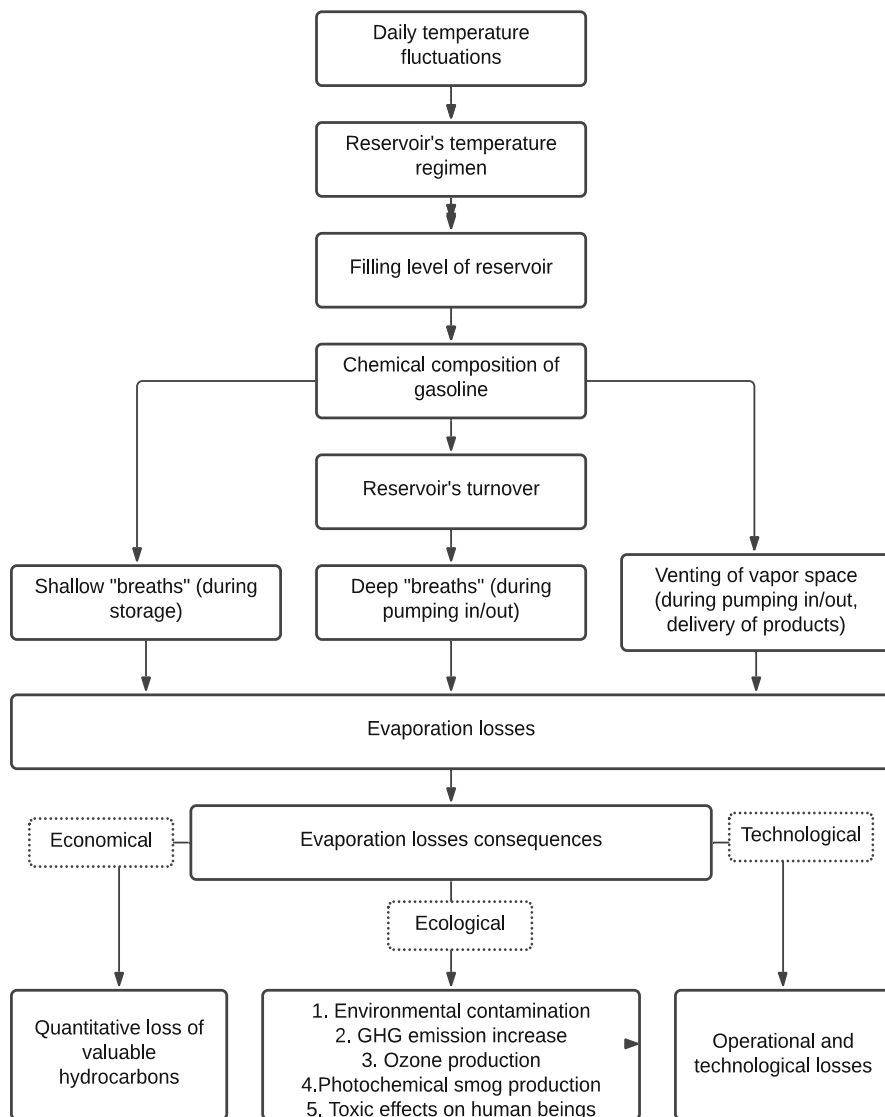 Daily temperature
fluctuations
Reservoir's temperature
regimen
Filling level of reservoir
Chemical composition of
gasoline
Reservoir's turnover
Shallow "breaths" (during
storage)
Deep "breaths" (during
pumping in/out)
Venting of vapor space
(during pumping in/out,
delivery of products)
Evaporation losses
Economical
Evaporation losses consequences
Technological
Ecological
Quantitative loss of
valuable
hydrocarbons
1. Environmental contamination
2. GHG emission increase
3. Ozone production
4.Photochemical smog production
5. Toxic effects on human beings
Operational and
technological losses